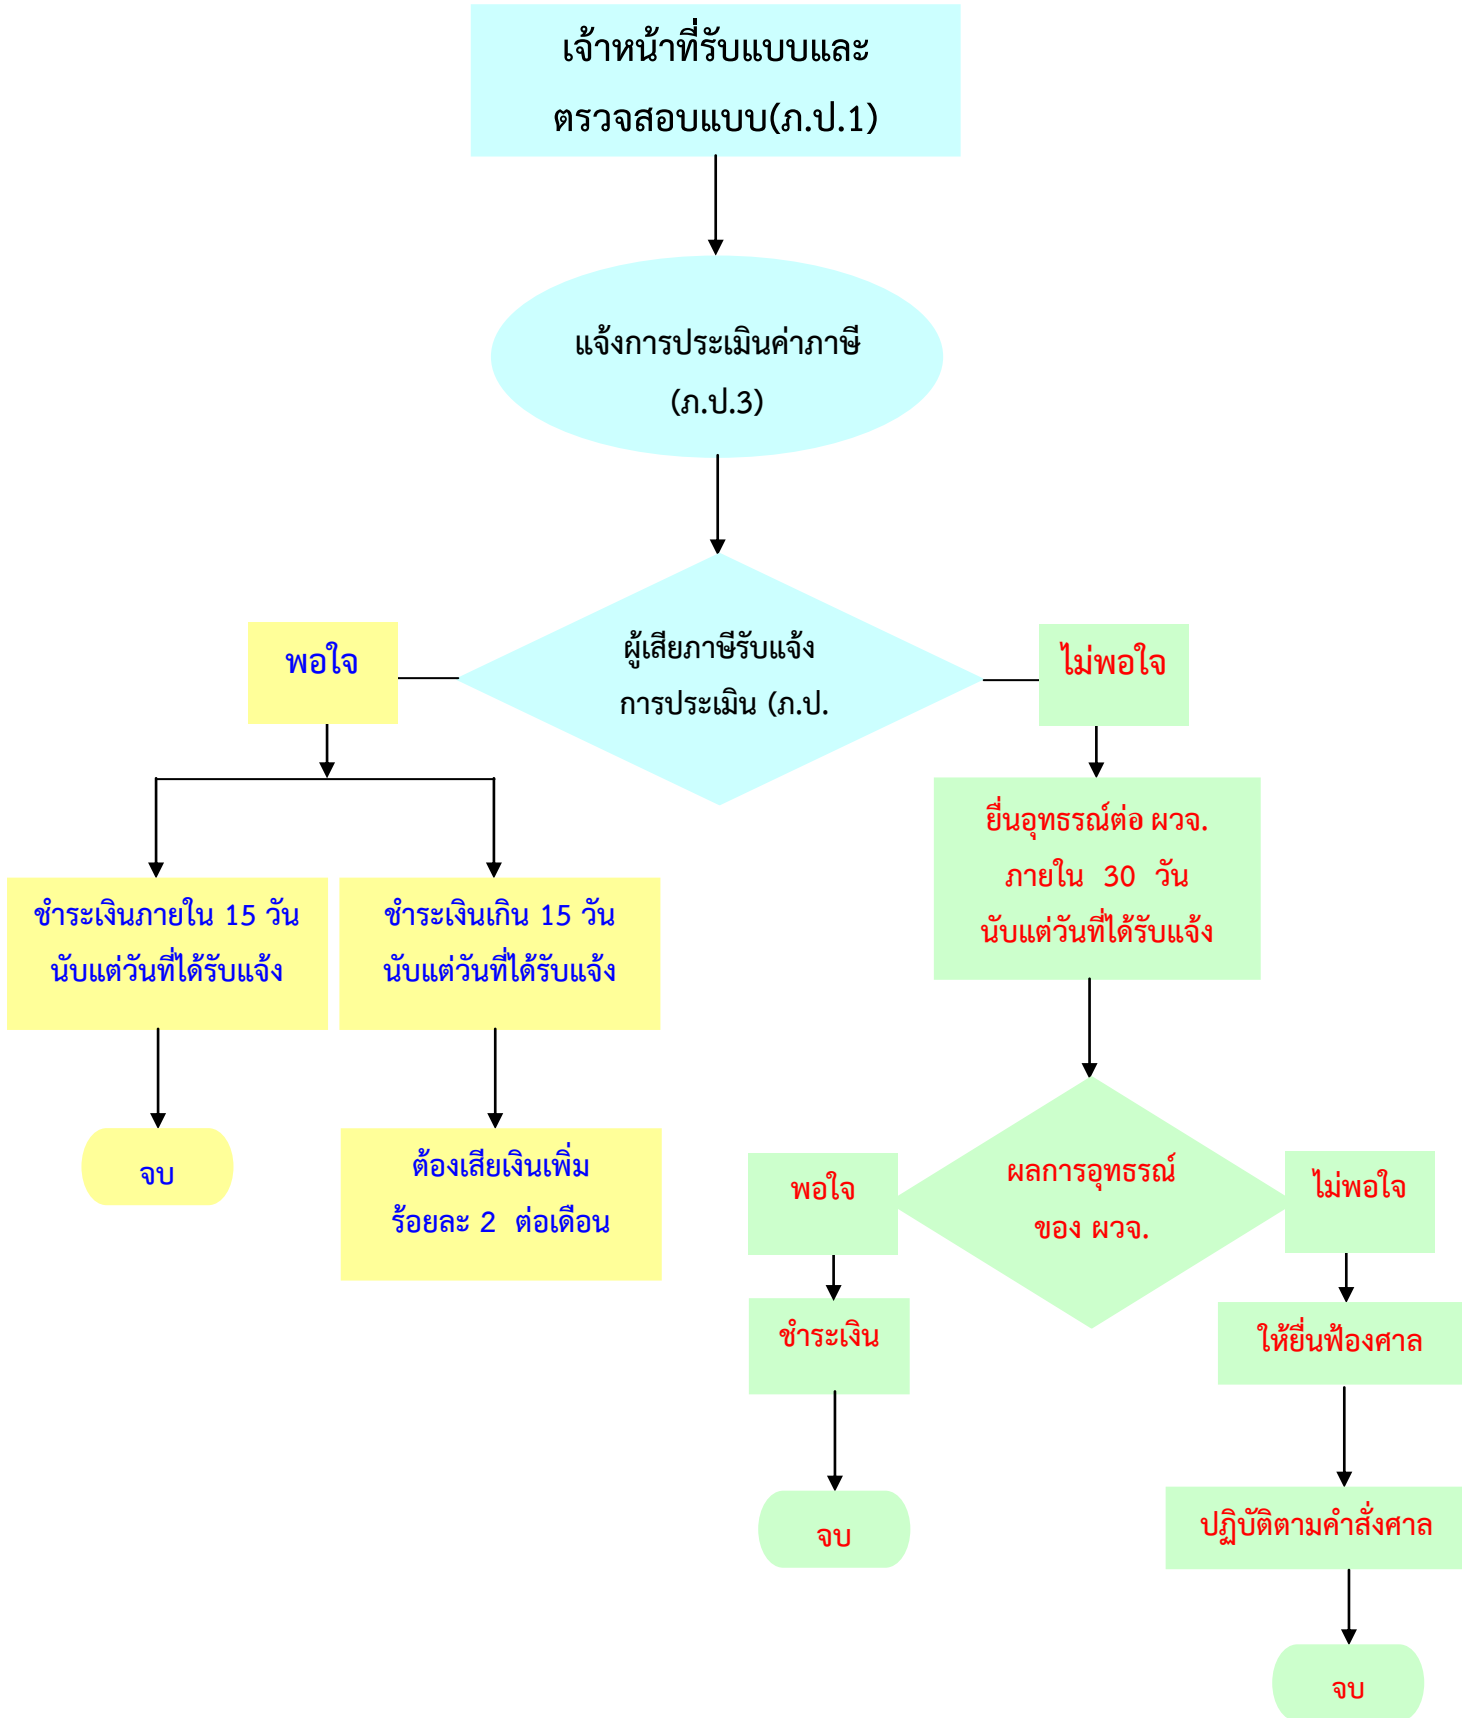 เจ้าหน้าที่รับแบบและ
ตรวจสอบแบบ(ภ.ป.1)
แจ้งการประเมินค่าภาษี
(ภ.ป.3)
ผู้เสียภาษีรับแจ้ง
การประเมิน (ภ.ป.
พอใจ
ไม่พอใจ
ชำระเงินภายใน 15 วัน
นับแต่วันที่ได้รับแจ้ง
ชำระเงินเกิน 15 วัน
นับแต่วันที่ได้รับแจ้ง
ยื่นอุทธรณ์ต่อ ผวจ.
ภายใน 30 วัน
นับแต่วันที่ได้รับแจ้ง
จบ
ต้องเสียเงินเพิ่ม
ร้อยละ 2 ต่อเดือน
ผลการอุทธรณ์
ของ ผวจ.
พอใจ
ไม่พอใจ
ชำระเงิน
ให้ยื่นฟ้องศาล
จบ
ปฏิบัติตามคำสั่งศาล
จบ